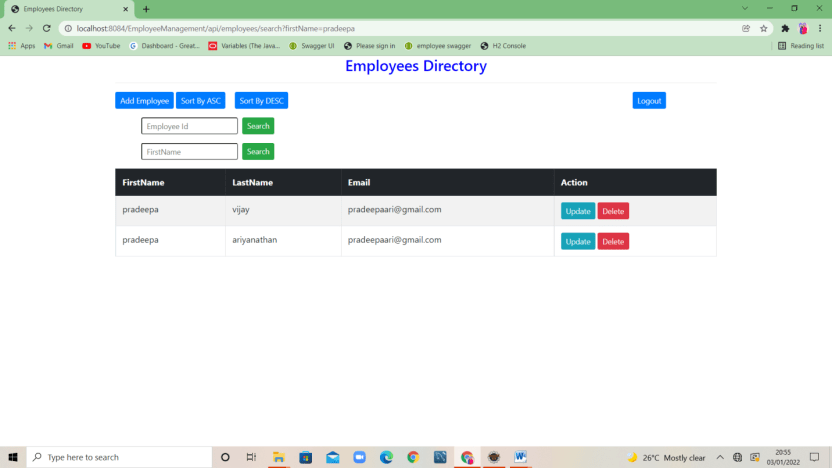 Employees Directory
localhost:8084/EmployeeManagement/api/employees/search?firstName=pradeepa
Apps Gmail YouTube Dashboard - Great... Variables (The Java... Swagger UI Please sign in employee swagger H2 Console Reading list
Employees Directory
Add Employee Sort By ASC Sort By DESC Logout
Employee Id Search
FirstName Search
FirstName LastName Email Action
pradeepa vijay pradeepaari@gmail.com Update Delete
pradeepa ariyanathan pradeepaari@gmail.com Update Delete
Type here to search 26°C Mostly clear 20:55
03/01/2022